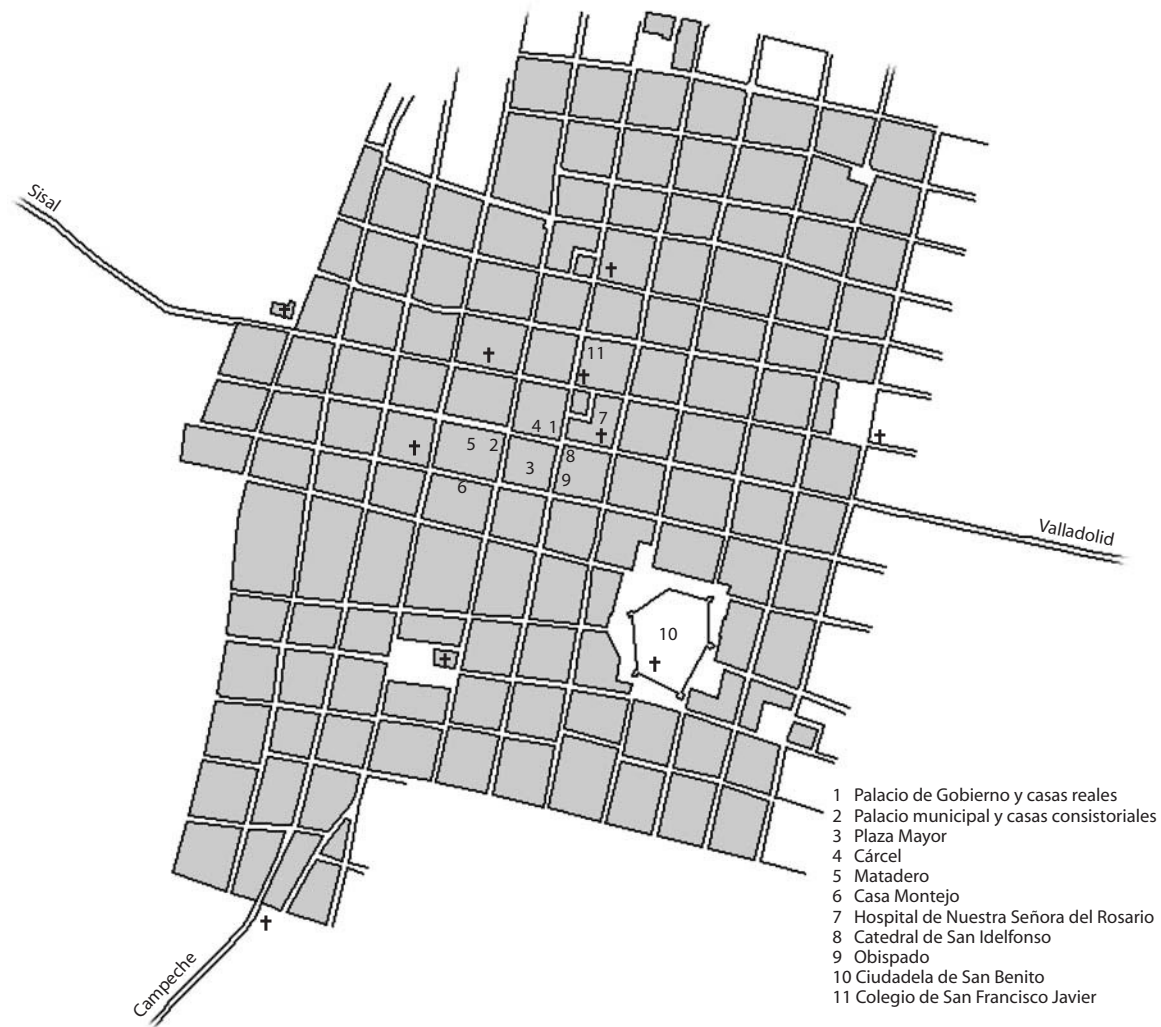 Sisal
11
4 1
7
5 2
8
3
6
9
Valladolid
10
Campeche
1 Palacio de Gobierno y casas reales
2 Palacio municipal y casas consistoriales
3 Plaza Mayor
4 Cárcel
5 Matadero
6 Casa Montejo
7 Hospital de Nuestra Señora del Rosario
8 Catedral de San Idelfonso
9 Obispado
10 Ciudadela de San Benito
11 Colegio de San Francisco Javier